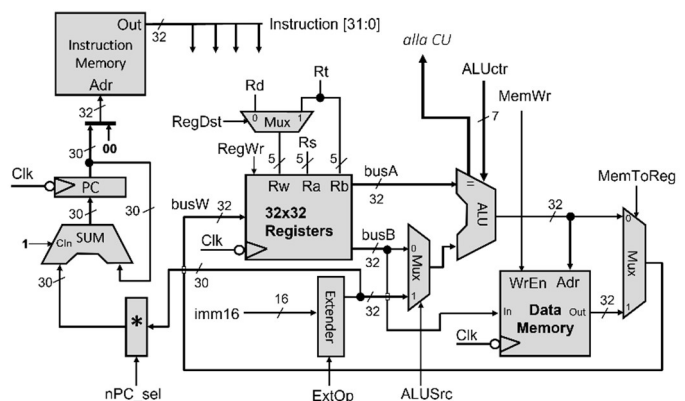 Out
32
Instruction [31:0]
Instruction
Memory
Adr
32
30
00
Clk
PC
30
30
1
CIn
SUM
30
*
nPC_sel
alla CU
ALUctr
7
MemWr
Rd
Rt
RegDst
0
Mux
1
RegWr
Rs
5
5
5
Rw
Ra
Rb
busW
32
32x32
Registers
Clk
busA
32
busB
32
30
imm16
16
Extender
ExtOp
32
0
Mux
1
ALUSrc
=
ALU
32
WrEn
Adr
In
Data
Memory
Out
Clk
32
MemToReg
0
Mux
1